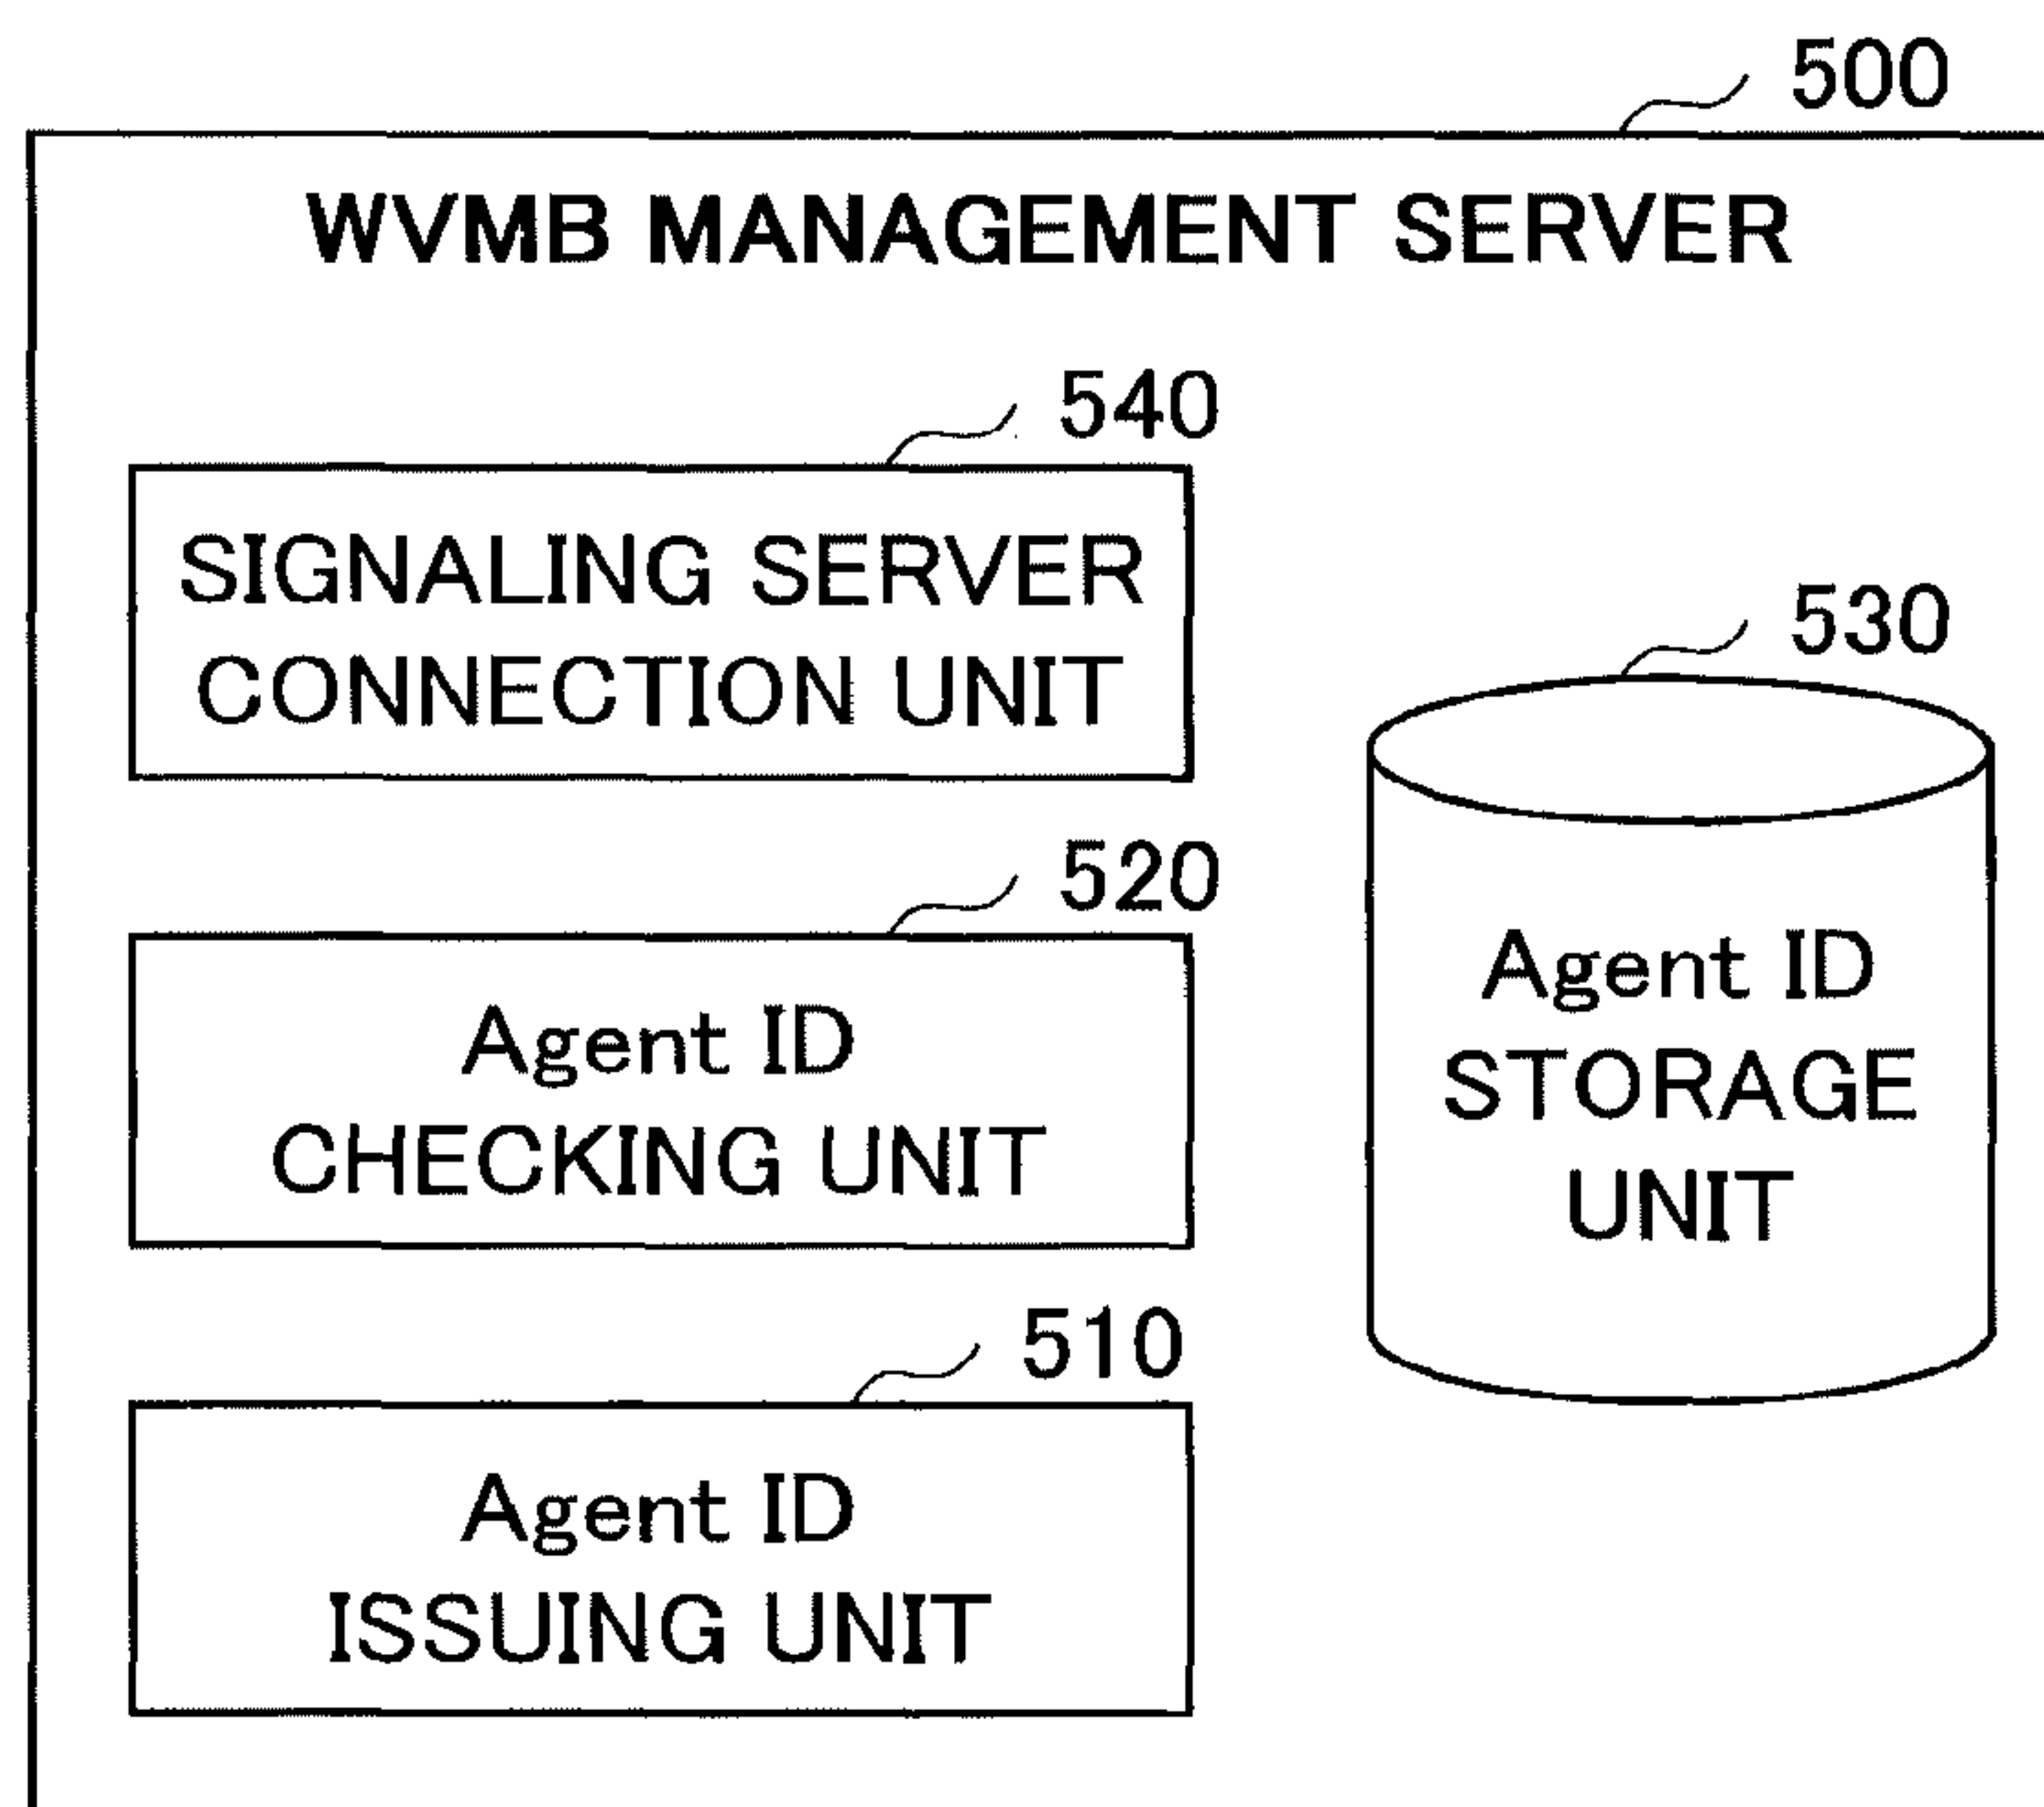 500
WVMB MANAGEMENT SERVER
540
SIGNALING SERVER
CONNECTION UNIT
530
520
Agent ID
CHECKING UNIT
Agent ID
STORAGE
UNIT
510
Agent ID
ISSUING UNIT